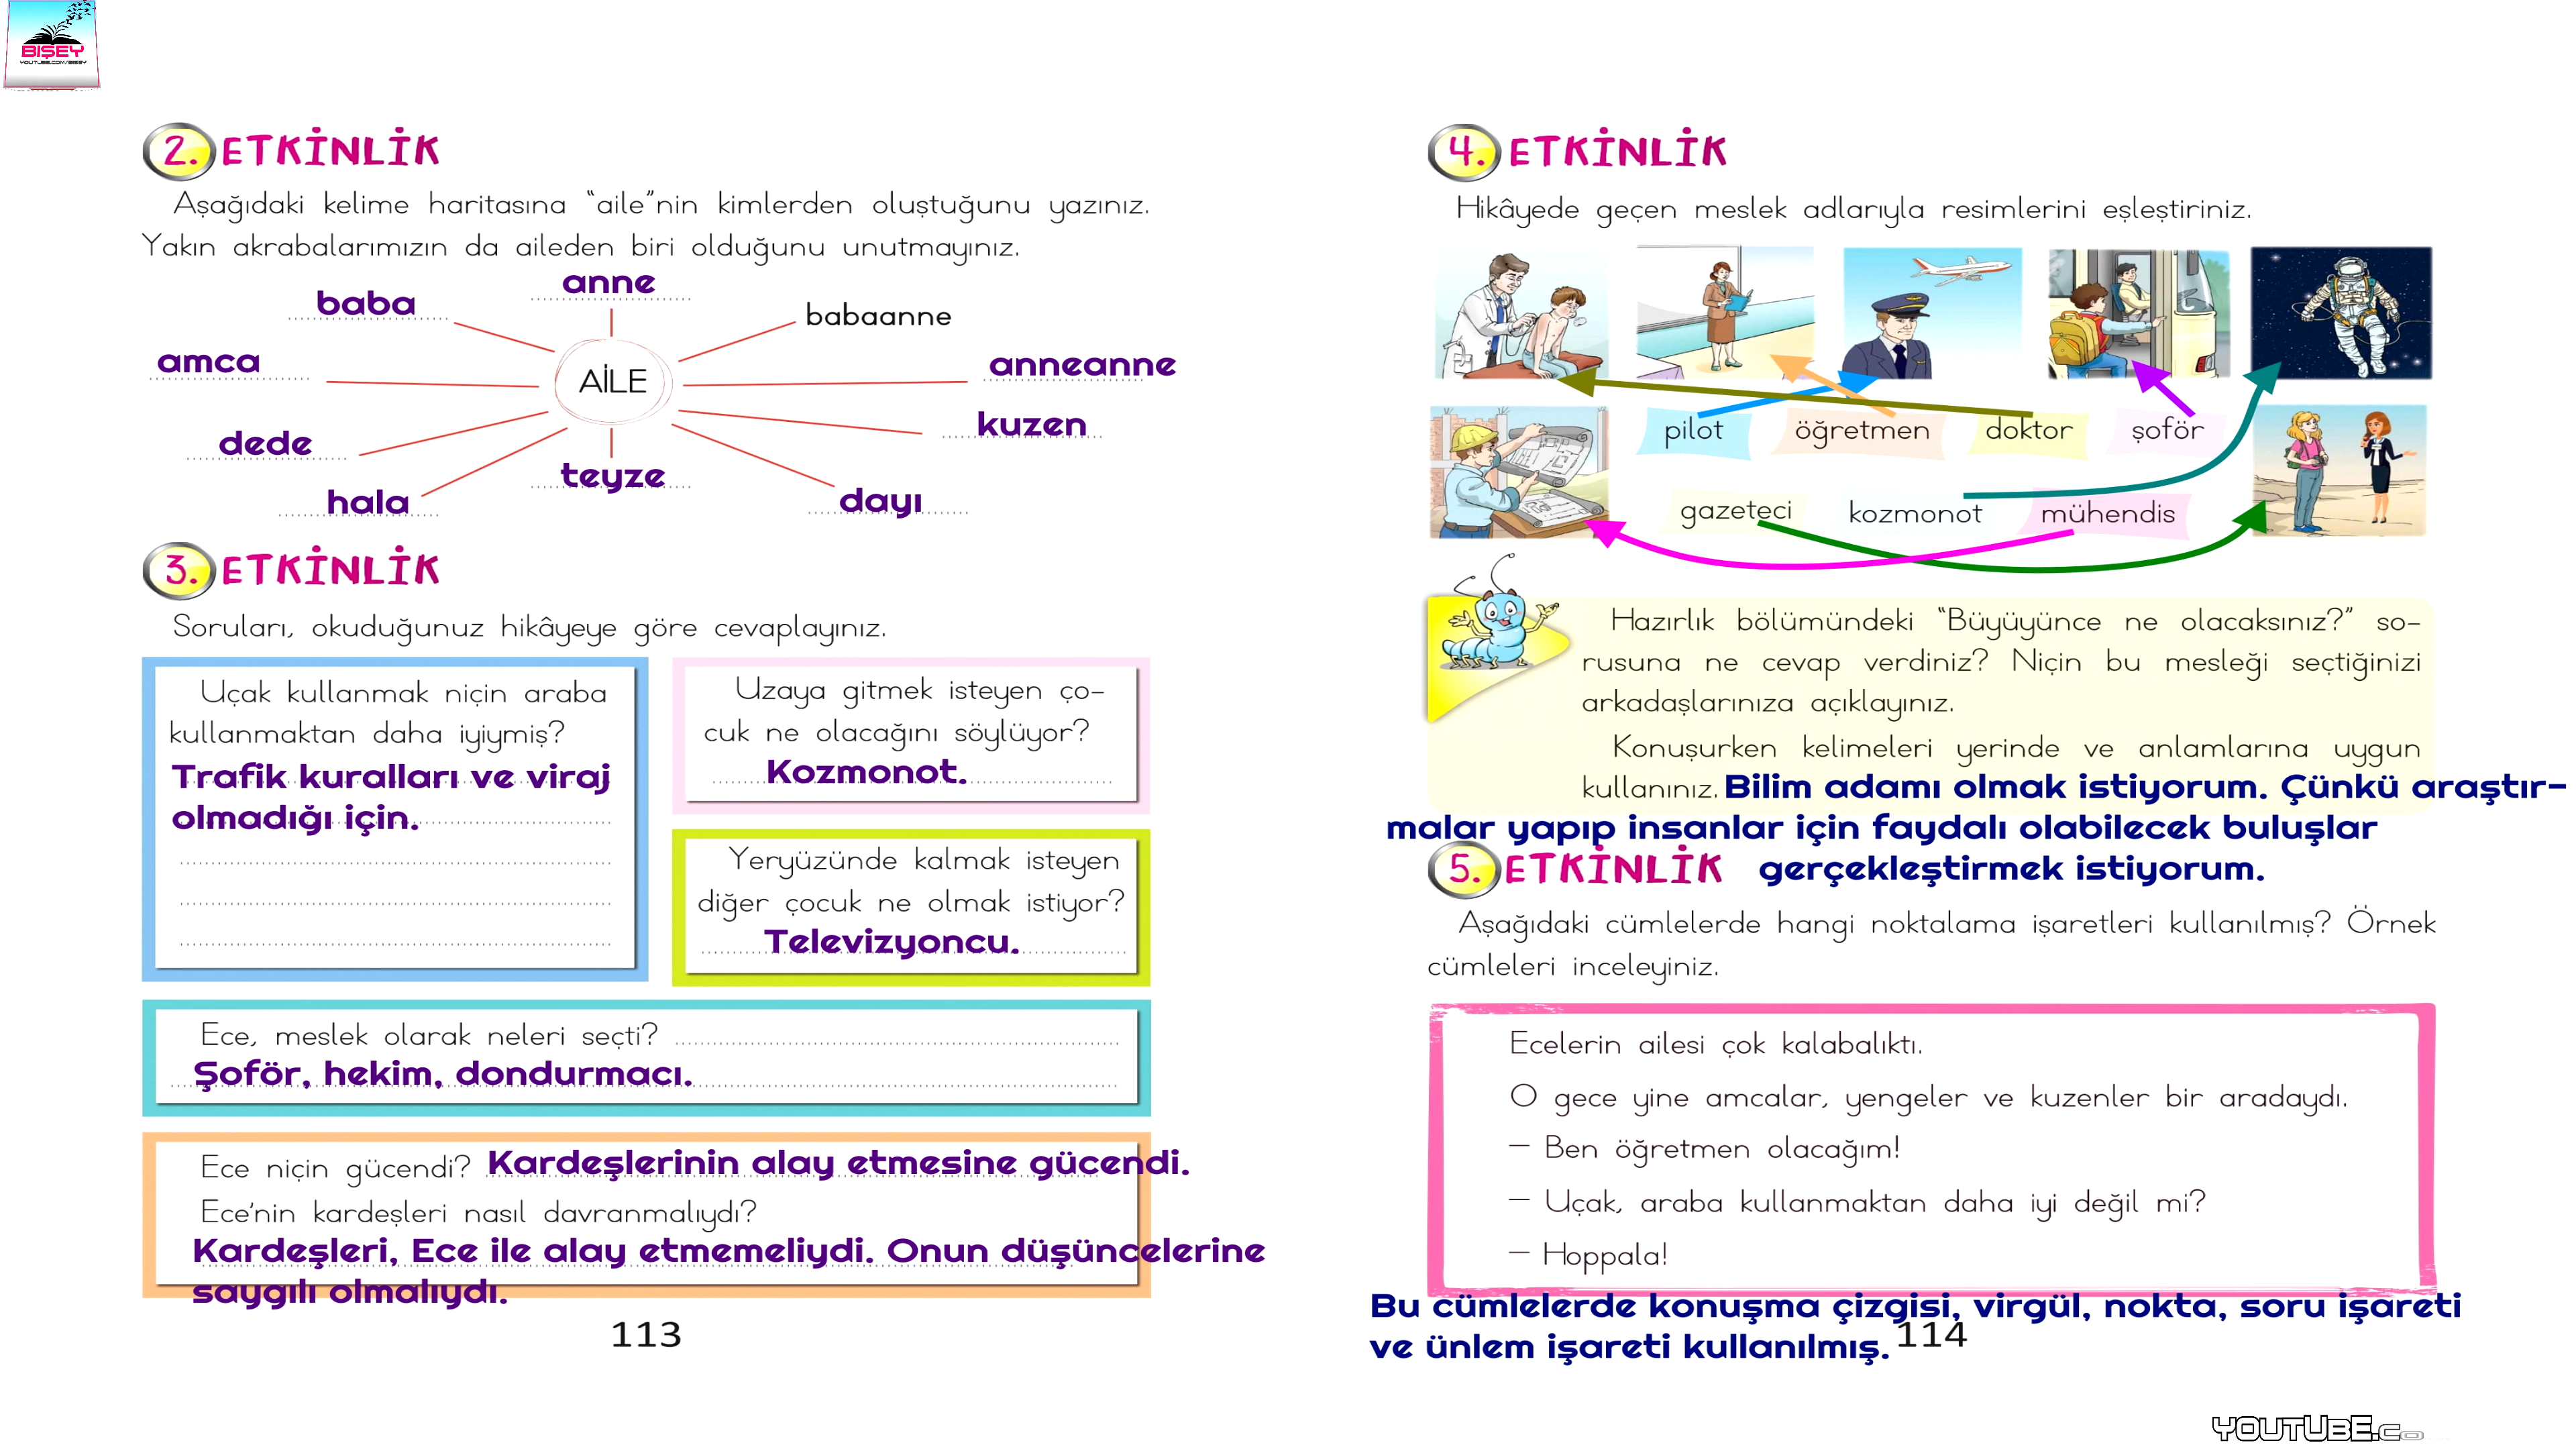 BİŞEY
YOUTUBE.COM/BISEY
2. ETKİNLİK
Aşağıdaki kelime haritasına “aile”nin kimlerden oluştuğunu yazınız.
Yakın akrabalarımızın da aileden biri olduğunu unutmayınız.
anne
baba
babaanne
amca
AİLE
anneanne
dede
kuzen
hala
teyze
dayı
3. ETKİNLİK
Soruları, okuduğunuz hikâyeye göre cevaplayınız.
Uçak kullanmak niçin araba
kullanmaktan daha iyiymiş?
Trafik kuralları ve viraj
olmadığı için.
Uzaya gitmek isteyen ço-
cuk ne olacağını söylüyor?
Kozmonot.
Yeryüzünde kalmak isteyen
diğer çocuk ne olmak istiyor?
Televizyoncu.
Ece, meslek olarak neleri seçti?
Şoför, hekim, dondurmacı.
Ece niçin gücendi? Kardeşlerinin alay etmesine gücendi.
Ece’nin kardeşleri nasıl davranmalıydı?
Kardeşleri, Ece ile alay etmemeliydi. Onun düşüncelerine
saygılı olmalıydı.
113
4. ETKİNLİK
Hikâyede geçen meslek adlarıyla resimlerini eşleştiriniz.
pilot öğretmen doktor şoför
gazeteci kozmonot mühendis
Hazırlık bölümündeki “Büyüyünce ne olacaksınız?” so-
rusuna ne cevap verdiniz? Niçin bu mesleği seçtiğinizi
arkadaşlarınıza açıklayınız.
Konuşurken kelimeleri yerinde ve anlamlarına uygun
kullanınız. Bilim adamı olmak istiyorum. Çünkü araştır-
malar yapıp insanlar için faydalı olabilecek buluşlar
gerçekleştirmek istiyorum.
5. ETKİNLİK
Aşağıdaki cümlelerde hangi noktalama işaretleri kullanılmış? Örnek
cümleleri inceleyiniz.
Ecelerin ailesi çok kalabalıktı.
O gece yine amcalar, yengeler ve kuzenler bir aradaydı.
– Ben öğretmen olacağım!
– Uçak, araba kullanmaktan daha iyi değil mi?
– Hoppala!
Bu cümlelerde konuşma çizgisi, virgül, nokta, soru işareti
ve ünlem işareti kullanılmış.
114
YOUTUBE.CO